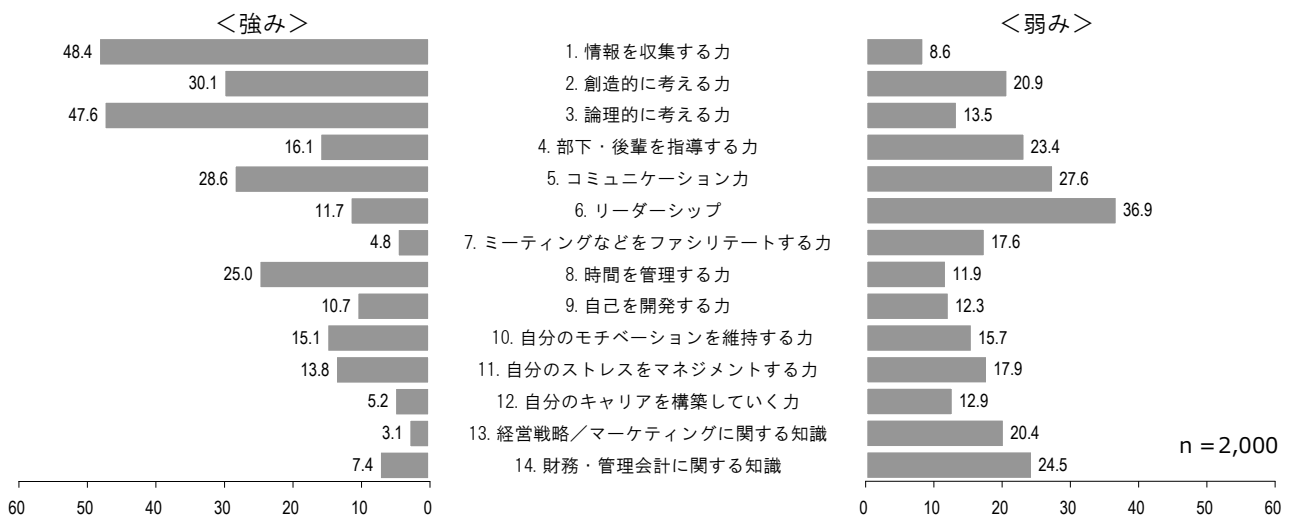 ＜強み＞ ＜弱み＞
48.4 1. 情報を収集する力 8.6
30.1 2. 創造的に考える力 20.9
47.6 3. 論理的に考える力 13.5
16.1 4. 部下・後輩を指導する力 23.4
28.6 5. コミュニケーション力 27.6
11.7 6. リーダーシップ 36.9
4.8 7. ミーティングなどをファシリテートする力 17.6
25.0 8. 時間を管理する力 11.9
10.7 9. 自己を開発する力 12.3
15.1 10. 自分のモチベーションを維持する力 15.7
13.8 11. 自分のストレスをマネジメントする力 17.9
5.2 12. 自分のキャリアを構築していく力 12.9
3.1 13. 経営戦略／マーケティングに関する知識 20.4
n＝2,000
7.4 14. 財務・管理会計に関する知識 24.5
60 50 40 30 20 10 0 0 10 20 30 40 50 60